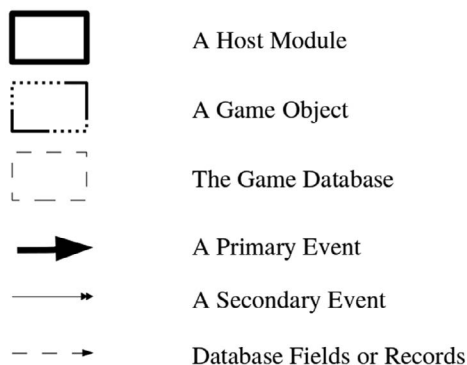 A Host Module
A Game Object
The Game Database
A Primary Event
A Secondary Event
Database Fields or Records